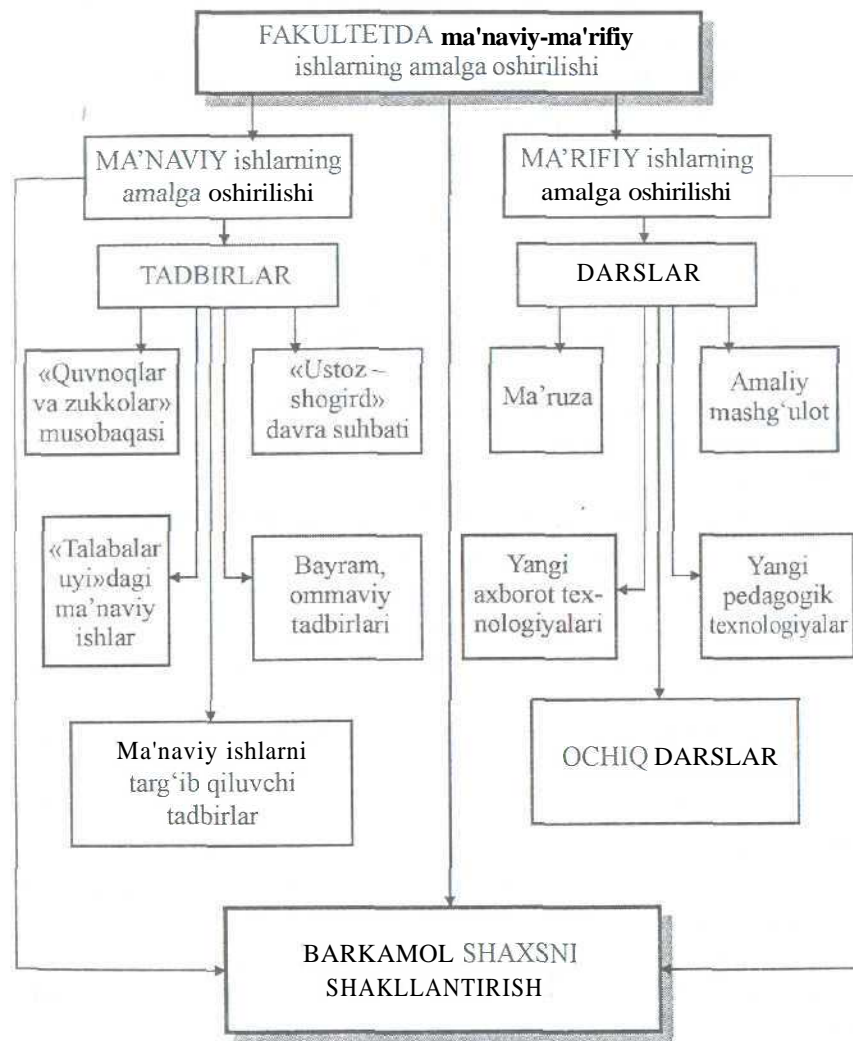 FAKULTETDA ma'naviy-ma'rifiy
ishlarning amalga oshirilishi
MA’NAVIY ishlarning
amalga oshirilishi
MA’RIFIY ishlarning
amalga oshirilishi
TADBIRLAR
DARSLAR
«Quvnoqlar
va zukkolar»
musobaqasi
«Ustoz –
shogird»
davra suhbati
Ma’ruza
Amaliy
mashg‘ulot
«Talabalar
uyi»dagi
ma’naviy
ishlar
Bayram,
ommaviy
tadbirlari
Yangi
axborot tex-
nologiyalari
Yangi
pedagogik
texnologiyalar
Ma'naviy ishlarni
targ‘ib qiluvchi
tadbirlar
OCHIQ DARSLAR
BARKAMOL SHAXSNI
SHAKLLANTIRISH